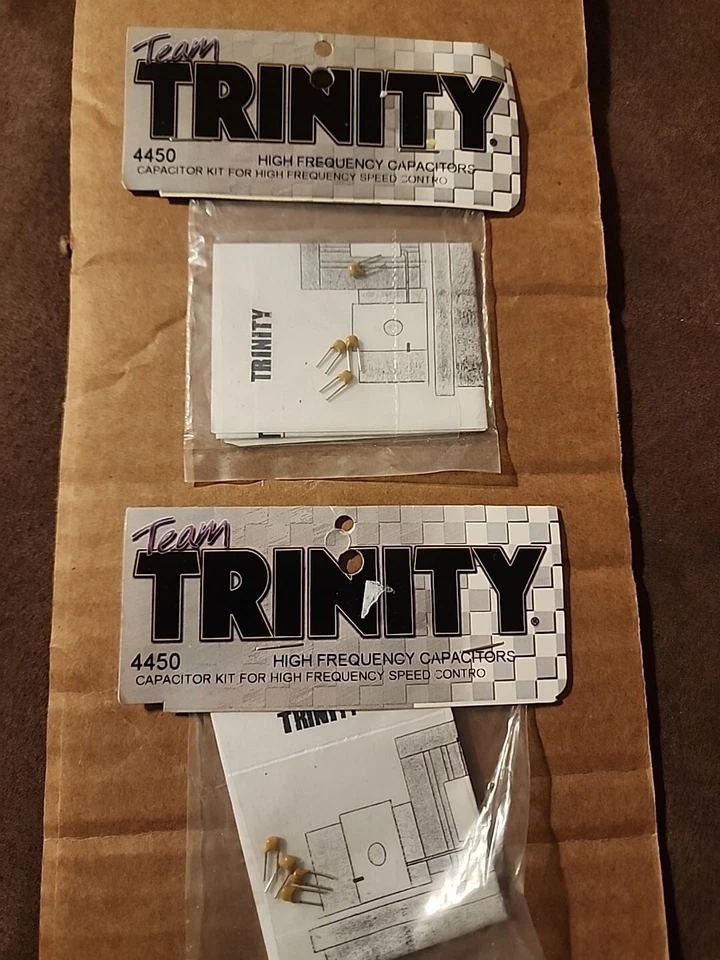 Team
TRINITY
4450
HIGH FREQUENCY CAPACITORS
CAPACITOR KIT FOR HIGH FREQUENCY SPEED CONTRO
TRINITY
Team
TRINITY
4450
HIGH FREQUENCY CAPACITORS
CAPACITOR KIT FOR HIGH FREQUENCY SPEED CONTRO
TRINITY